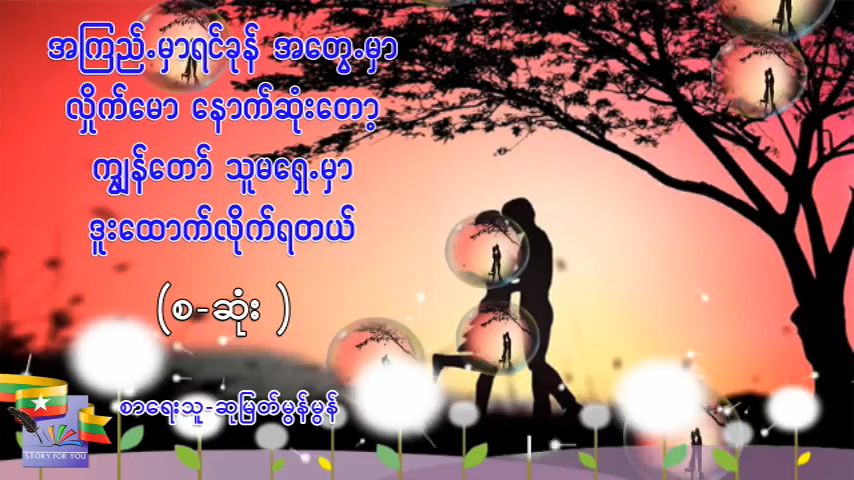 အကြည့်မှာရင်ခုန် အတွေ့မှာ
လှိုက်မော နောက်ဆုံးတော့
ကျွန်တော် သူမရှေ့မှာ
ဒူးထောက်လိုက်ရတယ်
(စ-ဆုံး )
စာရေးသူ-ဆုမြတ်မွန်မွန်
STORY FOR YOU